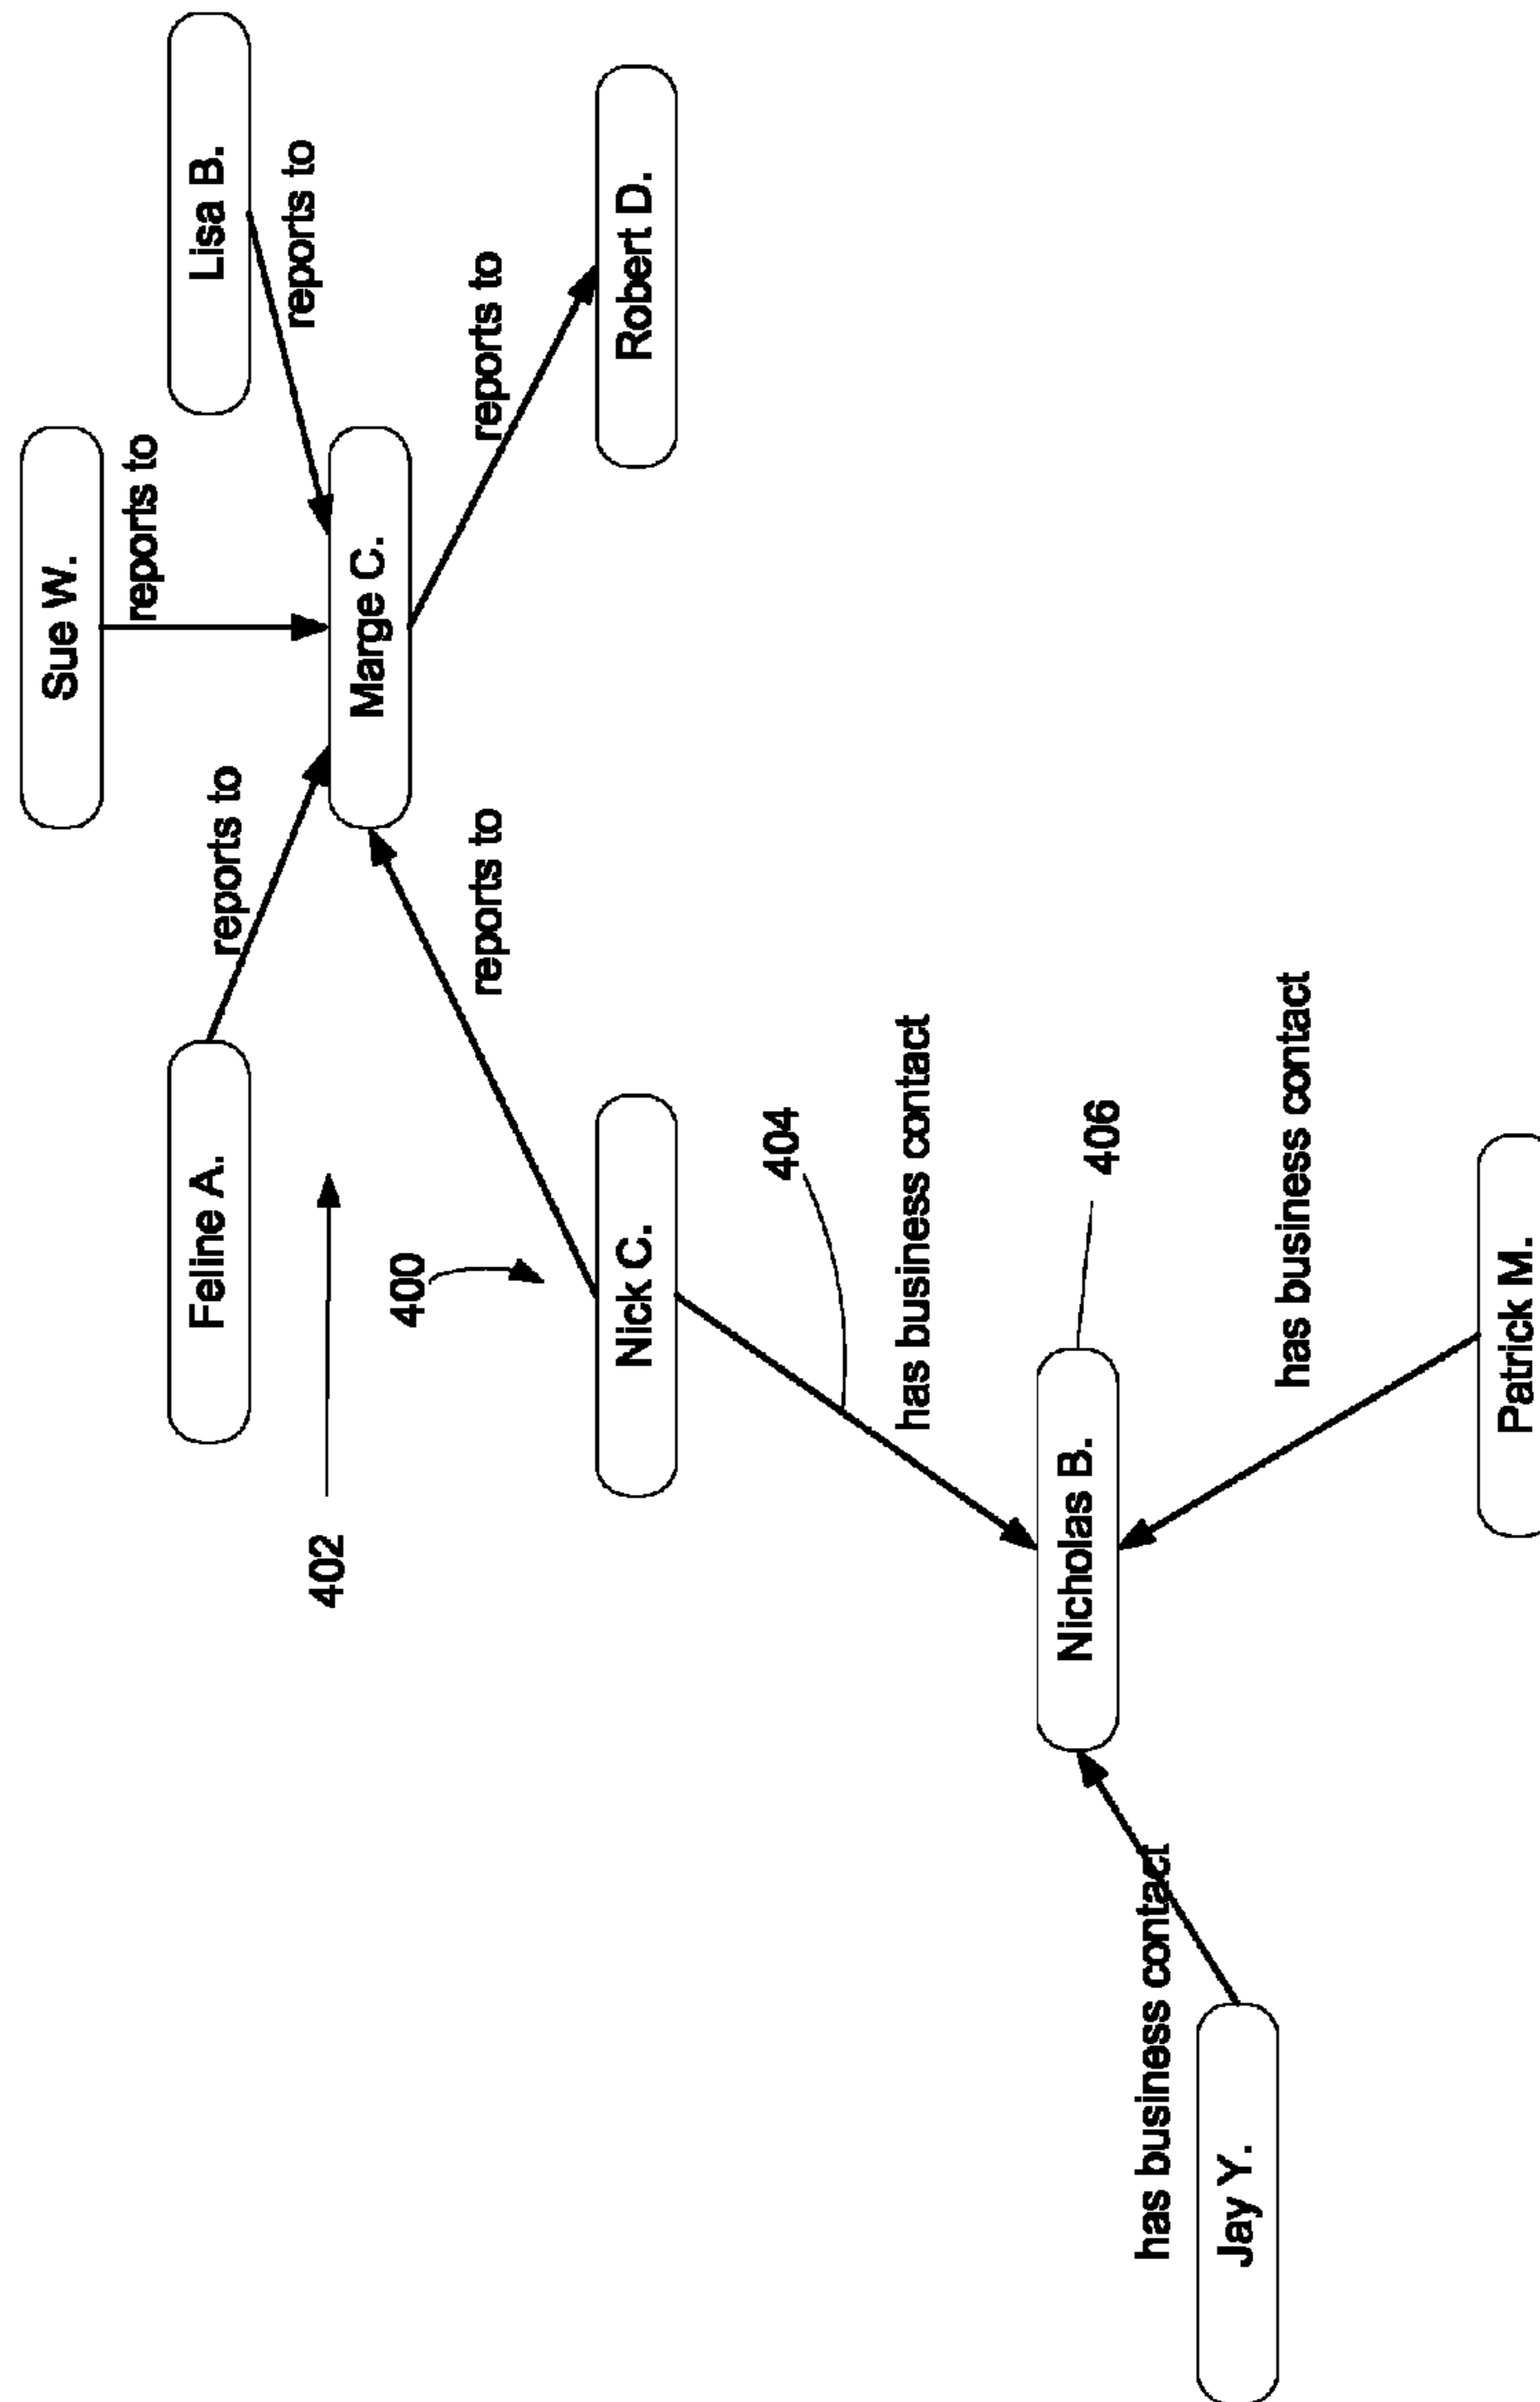 Sue W.
reports to
Feline A.
reports to
Lisa B.
reports to
402
Marge C.
400
reports to
reports to
Nick C.
Robert D.
404
has business contact
Nicholas B.
406
has business contact
Jay Y.
has business contact
Patrick M.